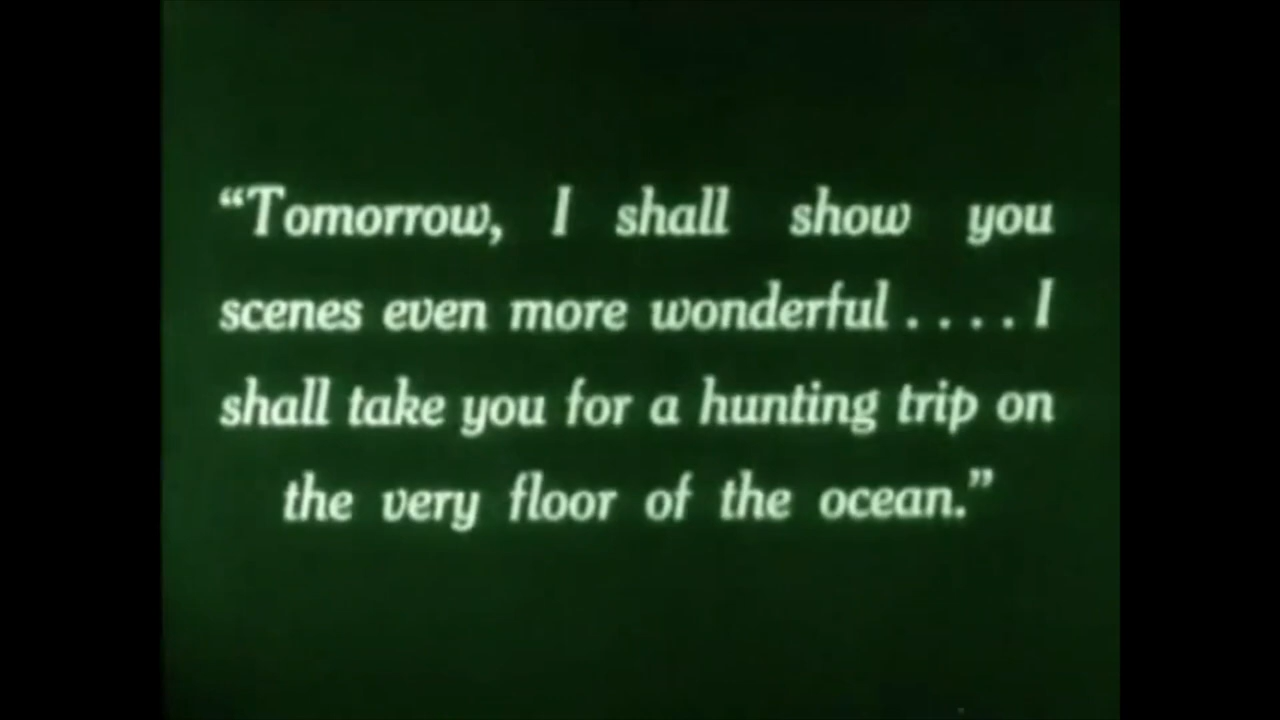 “Tomorrow, I shall show you
scenes even more wonderful . . . . I
shall take you for a hunting trip on
the very floor of the ocean.”